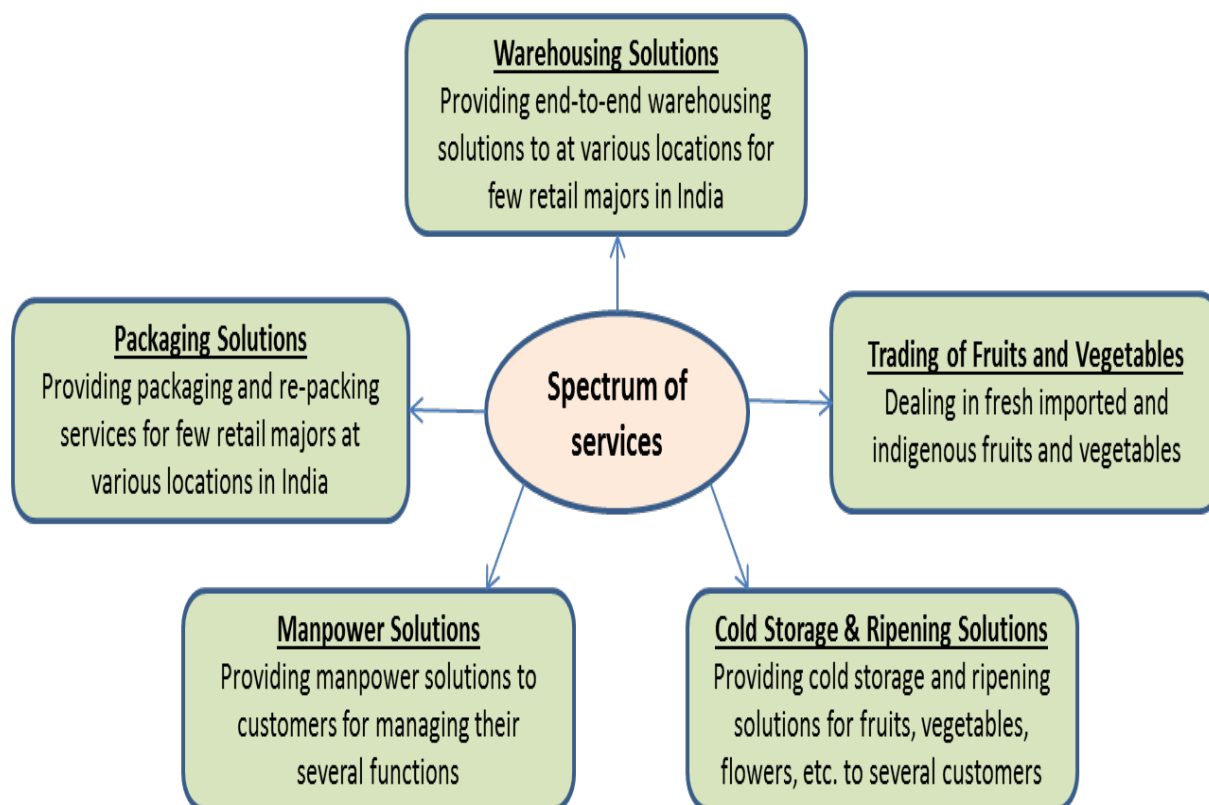 Warehousing Solutions
Providing end-to-end warehousing
solutions to at various locations for
few retail majors in India
Packaging Solutions
Providing packaging and re-packing
services for few retail majors at
various locations in India
Spectrum of
services
Trading of Fruits and Vegetables
Dealing in fresh imported and
indigenous fruits and vegetables
Manpower Solutions
Providing manpower solutions to
customers for managing their
several functions
Cold Storage & Ripening Solutions
Providing cold storage and ripening
solutions for fruits, vegetables,
flowers, etc. to several customers